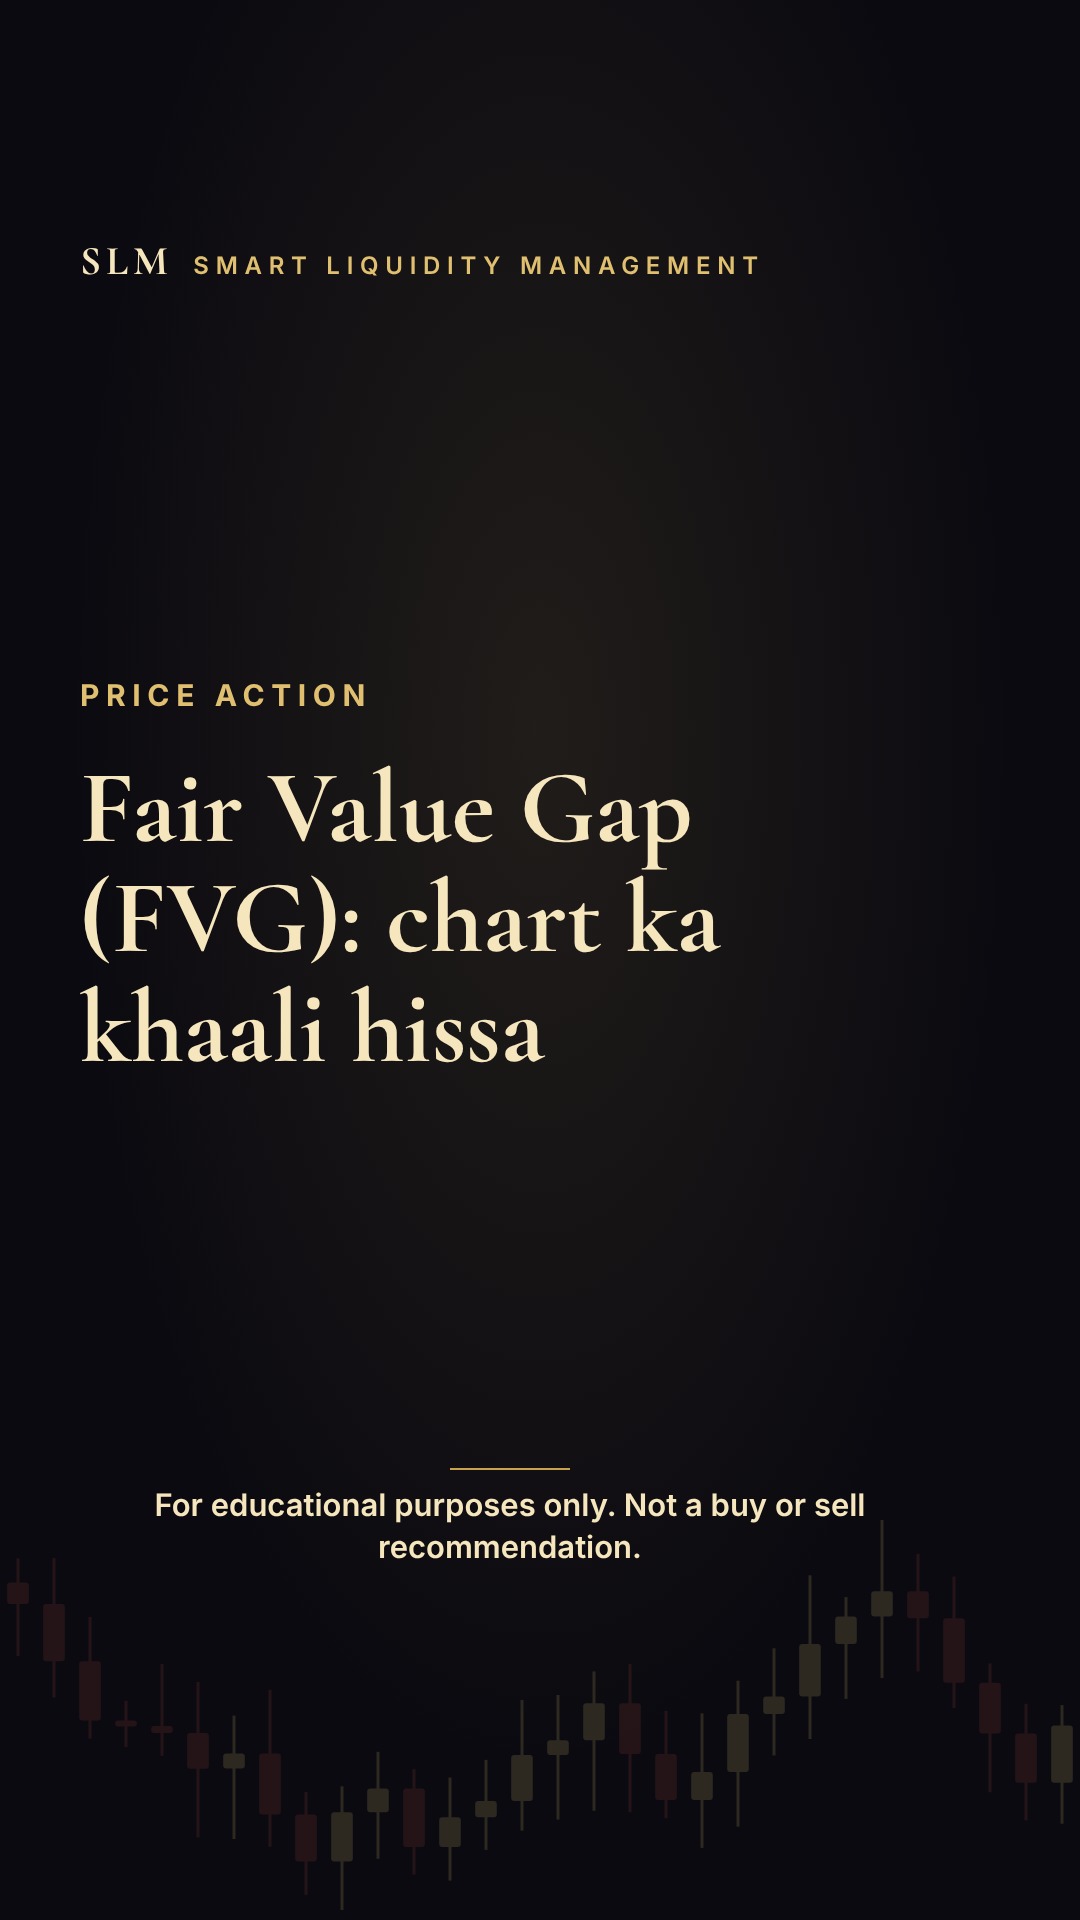 SLM SMART LIQUIDITY MANAGEMENT
PRICE ACTION
Fair Value Gap
(FVG): chart ka
khaali hissa
For educational purposes only. Not a buy or sell
recommendation.